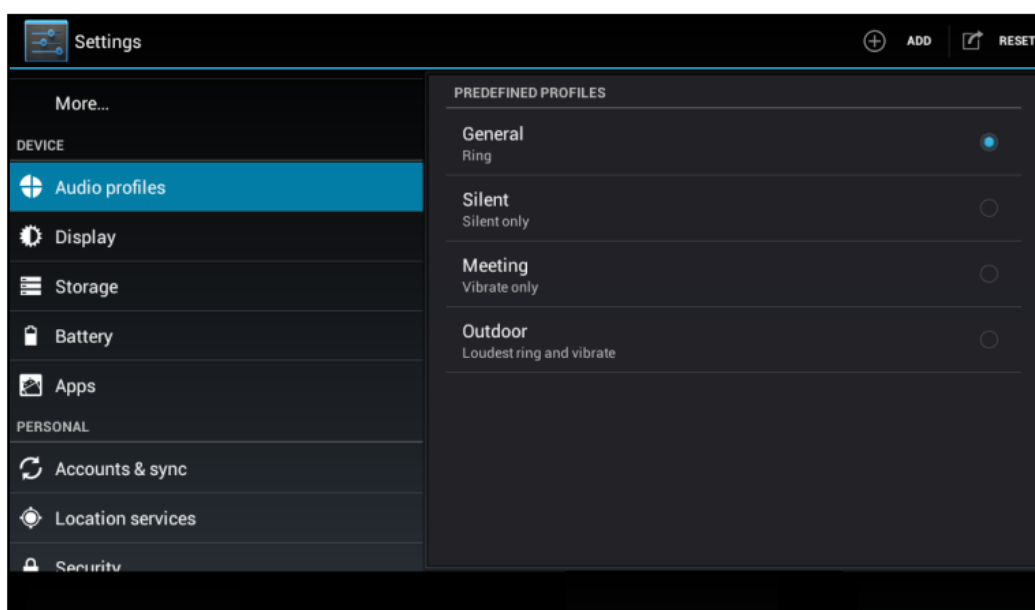 Settings
ADD
RESET
More...
DEVICE
Audio profiles
Display
Storage
Battery
Apps
PERSONAL
Accounts & sync
Location services
Security
PREDEFINED PROFILES
General
Ring
Silent
Silent only
Meeting
Vibrate only
Outdoor
Loudest ring and vibrate